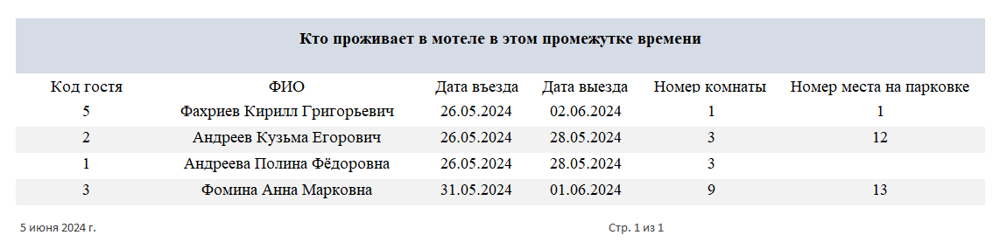 Кто проживает в мотеле в этом промежутке времени
Код гостя ФИО Дата въезда Дата выезда Номер комнаты Номер места на парковке
5 Фахриев Кирилл Григорьевич 26.05.2024 02.06.2024 1 1
2 Андреев Кузьма Егорович 26.05.2024 28.05.2024 3 12
1 Андреева Полина Фёдоровна 26.05.2024 28.05.2024 3
3 Фомина Анна Марковна 31.05.2024 01.06.2024 9 13
5 июня 2024 г. Стр. 1 из 1